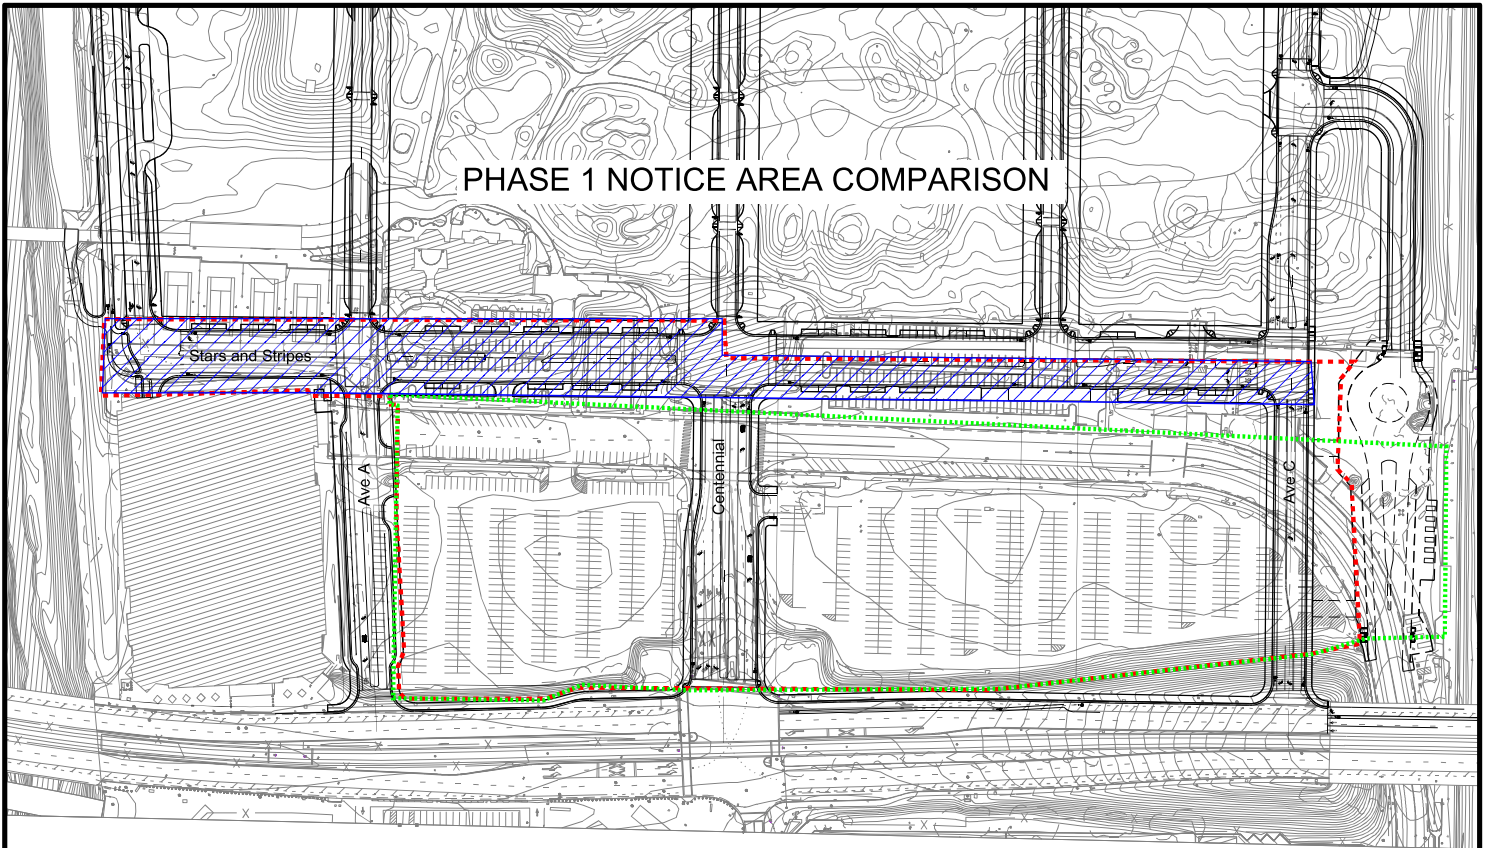 PHASE 1 NOTICE AREA COMPARISON
Stars and Stripes
Ave A
Centennial
Ave C